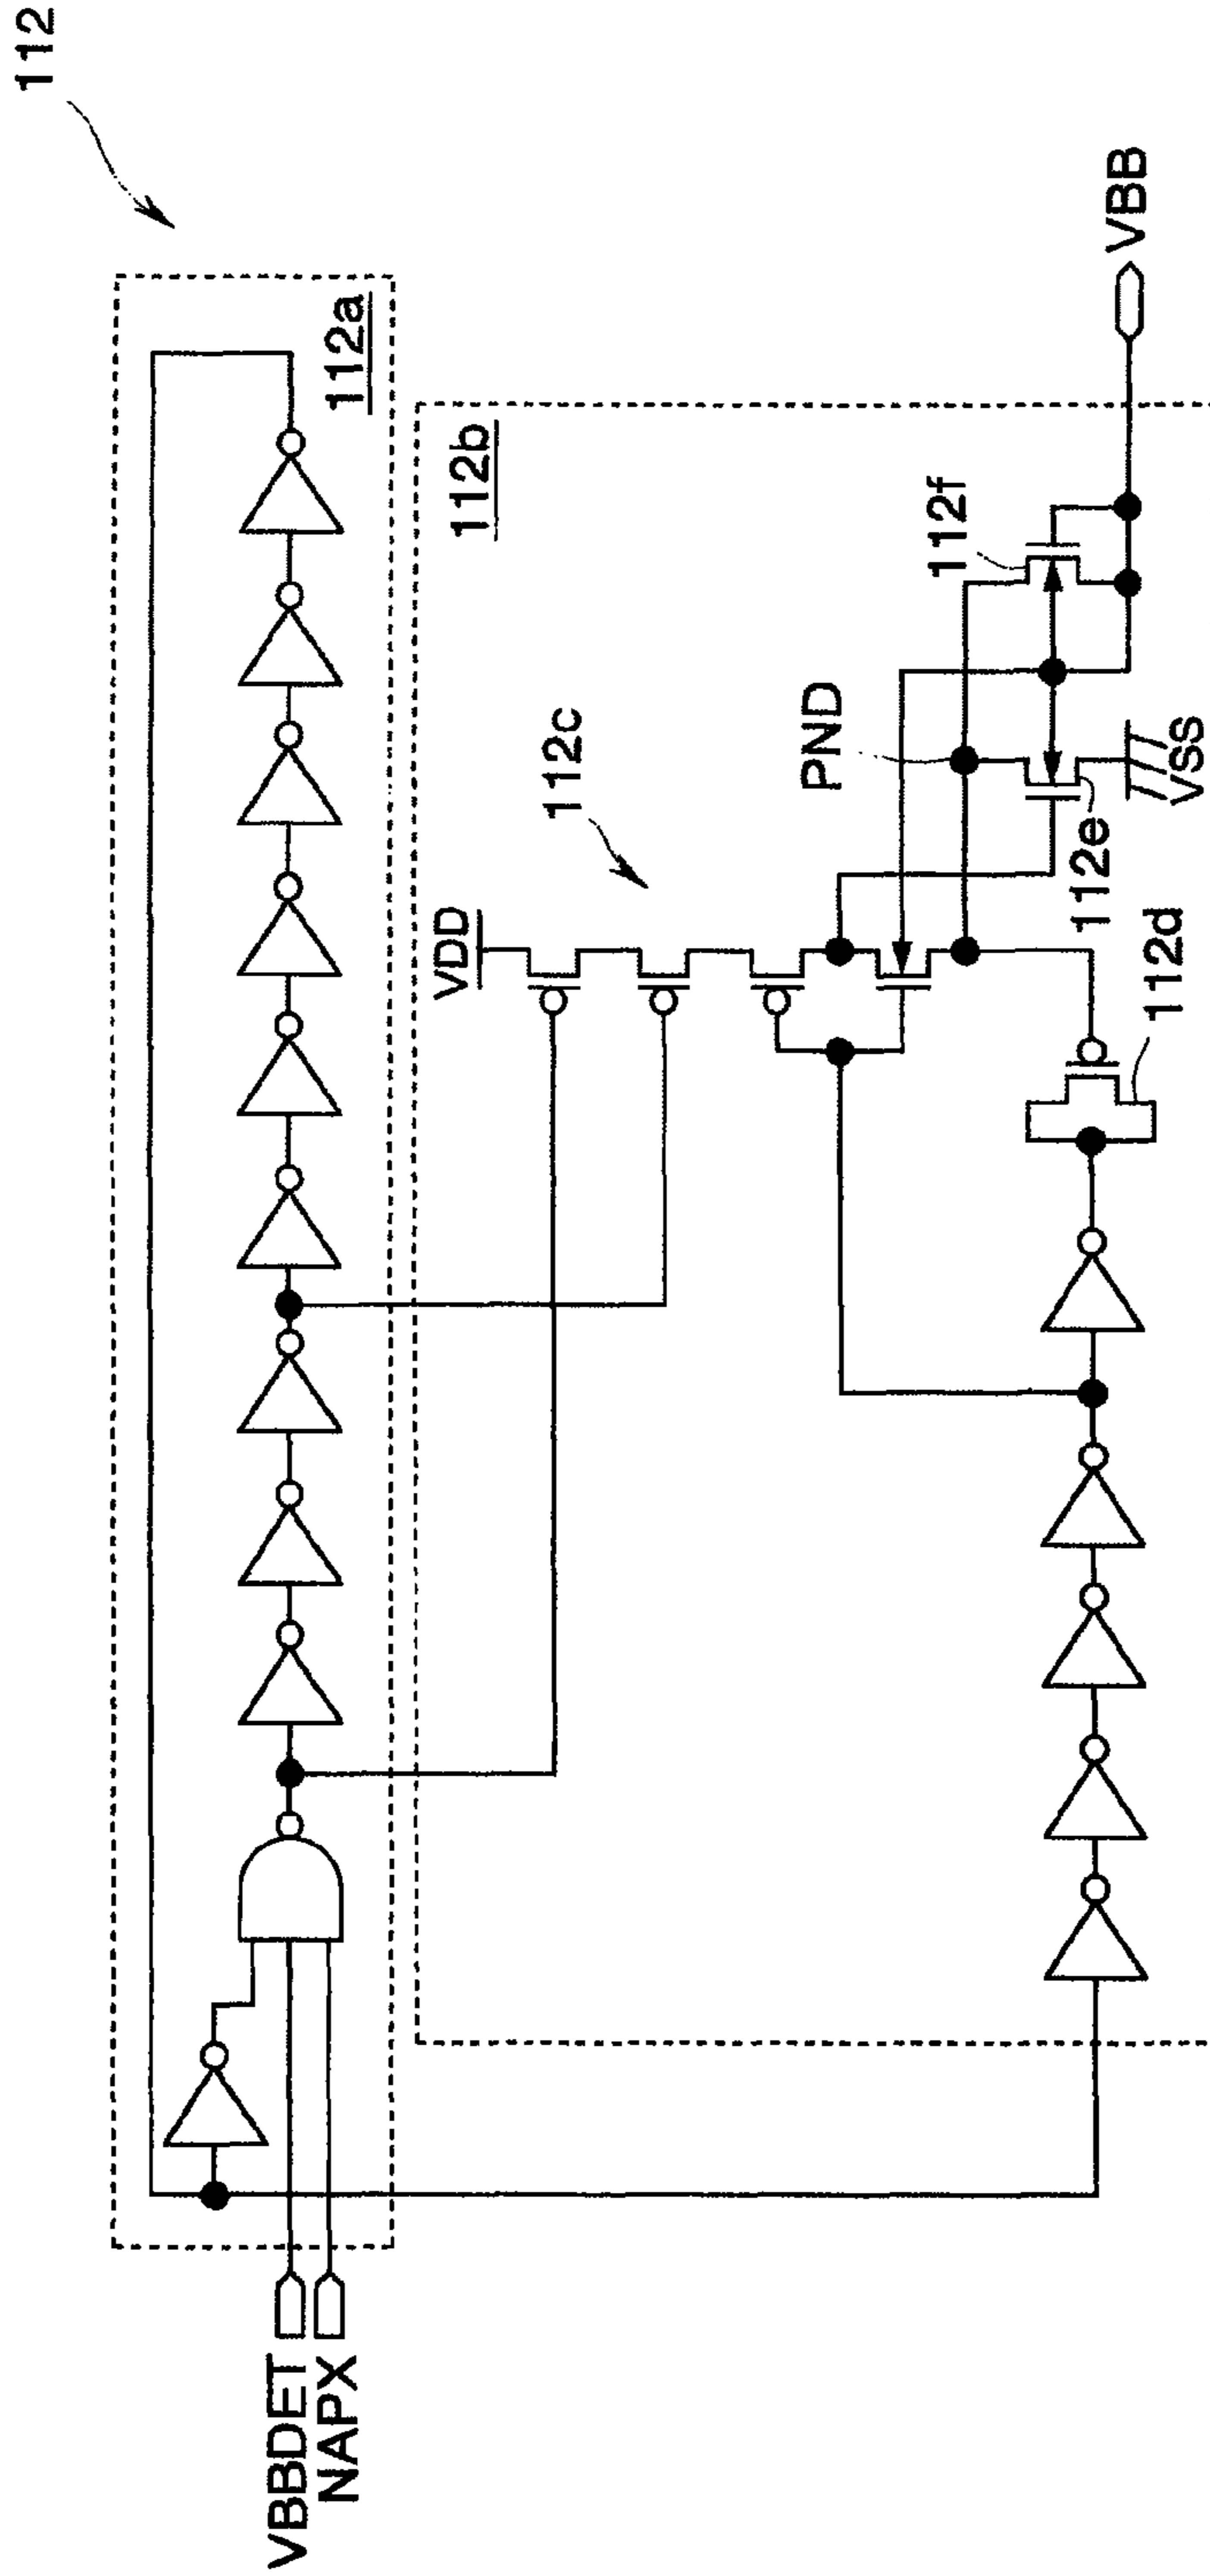 112
112a
112b
112c
VDD
PND
112f
112e
VSS
112d
VBB
VBBDET
NAPX